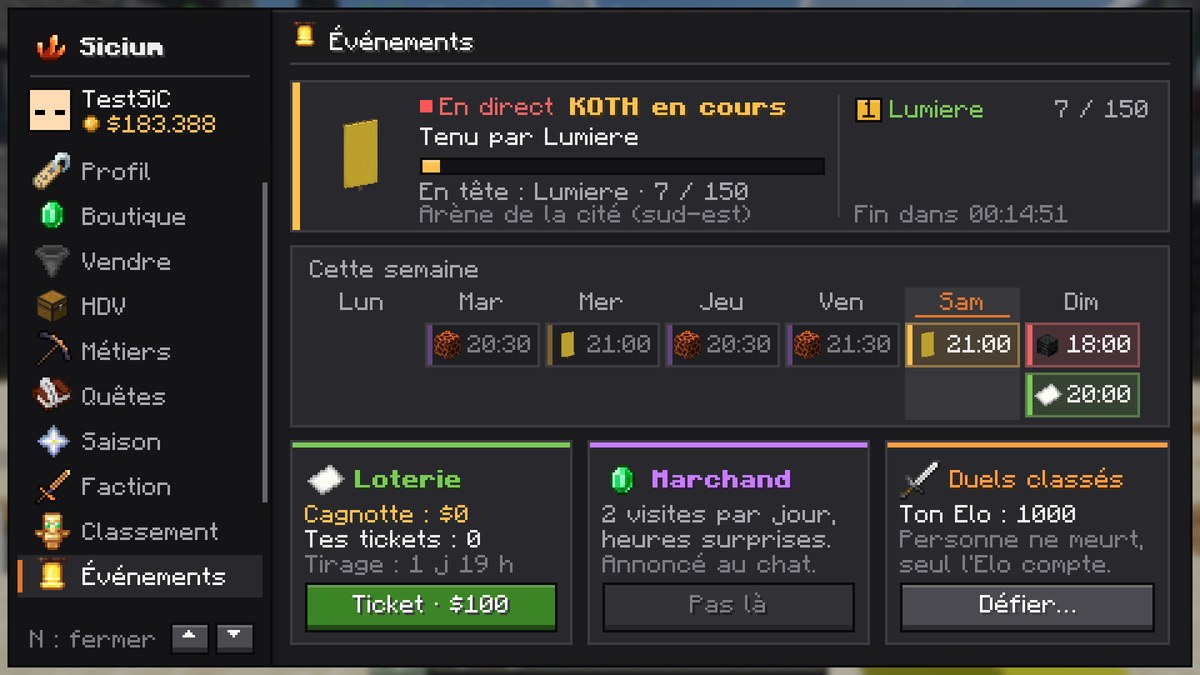 Siciun
TestSiC
$183.388
Profil
Boutique
Vendre
HDV
Métiers
Quêtes
Saison
Faction
Classement
Événements
N : fermer
Événements
En direct KOTH en cours
Tenu par Lumiere
En tête : Lumiere · 7 / 150
Arène de la cité (sud-est)
1 Lumiere 7 / 150
Fin dans 00:14:51
Cette semaine
Lun Mar Mer Jeu Ven Sam Dim
20:30 21:00 20:30 21:30 21:00 18:00
20:00
Loterie
Cagnotte : $0
Tes tickets : 0
Tirage : 1 j 19 h
Ticket · $100
Marchand
2 visites par jour,
heures surprises.
Annoncé au chat.
Pas là
Duels classés
Ton Elo : 1000
Personne ne meurt,
seul l'Elo compte.
Défier...